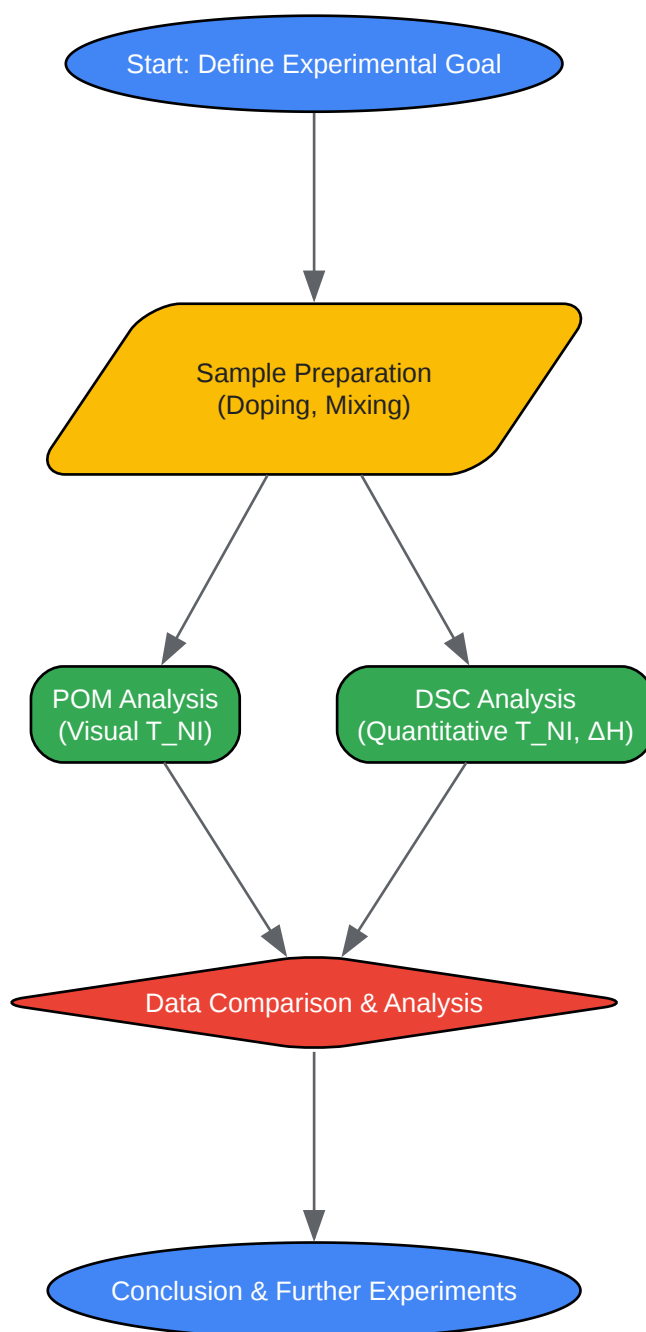 Start: Define Experimental Goal
Sample Preparation
(Doping, Mixing)
POM Analysis
(Visual T_NI)
DSC Analysis
(Quantitative T_NI, ΔH)
Data Comparison & Analysis
Conclusion & Further Experiments